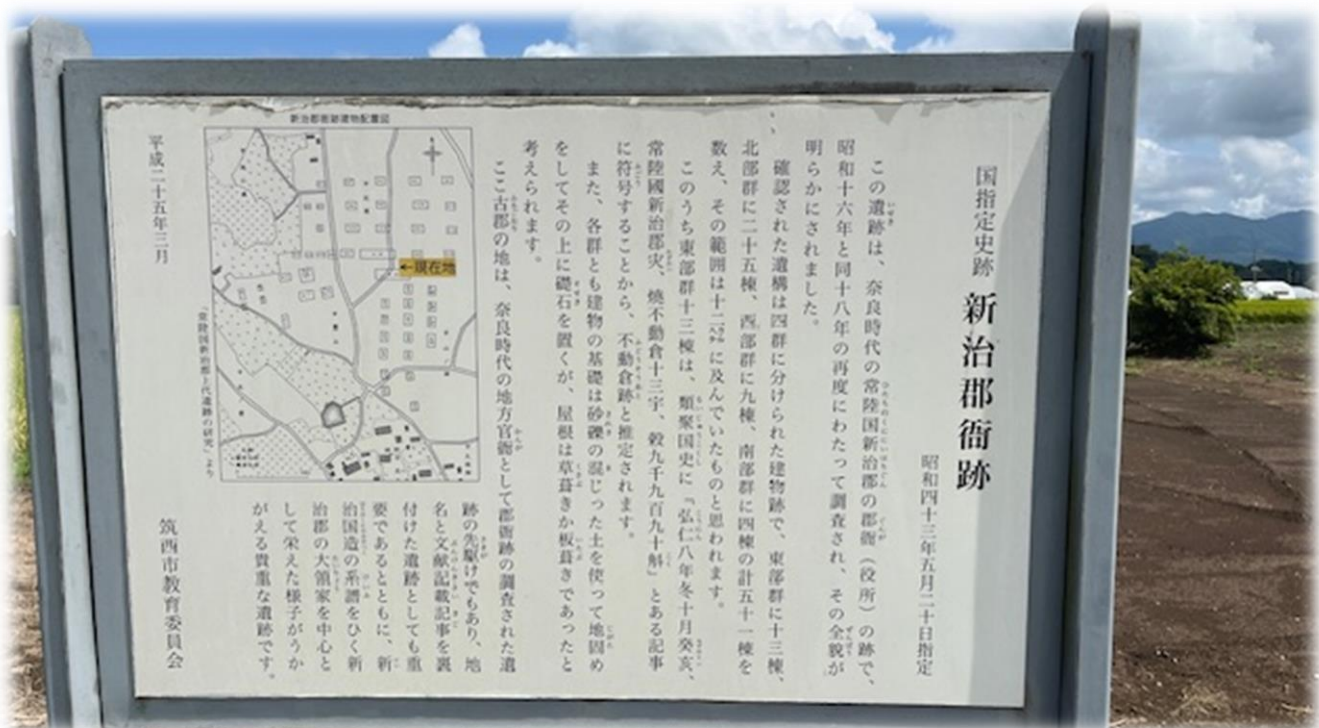 国指定史跡 新治郡衙跡
昭和四十三年五月二十日指定
この遺跡は、奈良時代の常陸国新治郡の郡衙（役所）の跡で、
昭和十六年と同十八年の再度にわたって調査され、その全貌が
明らかにされました。
確認された遺構は四群に分けられた建物跡で、東部群に十三棟、
北部群に二十五棟、西部群に九棟、南部群に四棟の計五十一棟を
数え、その範囲は十二㌶に及んでいたものと思われます。
このうち東部群十三棟は、類聚国史に「弘仁八年冬十月癸亥、
常陸國新治郡災、燒不動倉十三宇、穀九千九百九十斛」とある記事
に符号することから、不動倉跡と推定されます。
また、各群とも建物の基礎は砂礫の混じった土を使って地固め
をしてその上に礎石を置くが、屋根は草葺きか板葺きであったと
考えられます。
ここ古郡の地は、奈良時代の地方官衙として郡衙跡の調査された遺
跡の先駆けでもあり、地
名と文献記載記事を裏
付けた遺跡としても重
要であるとともに、新
治国造の系譜をひく新
治郡の大領家を中心と
して栄えた様子がうか
がえる貴重な遺跡です。
新治郡衙跡建物配置図
←現在地
「常陸国新治郡上代遺跡の研究」より
平成二十五年三月
筑西市教育委員会